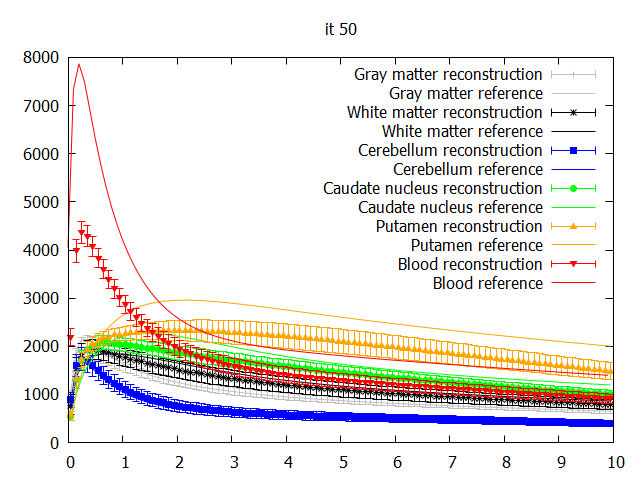 it 50
8000
7000
6000
5000
4000
3000
2000
1000
0
Gray matter reconstruction
Gray matter reference
White matter reconstruction
White matter reference
Cerebellum reconstruction
Cerebellum reference
Caudate nucleus reconstruction
Caudate nucleus reference
Putamen reconstruction
Putamen reference
Blood reconstruction
Blood reference
0 1 2 3 4 5 6 7 8 9 10